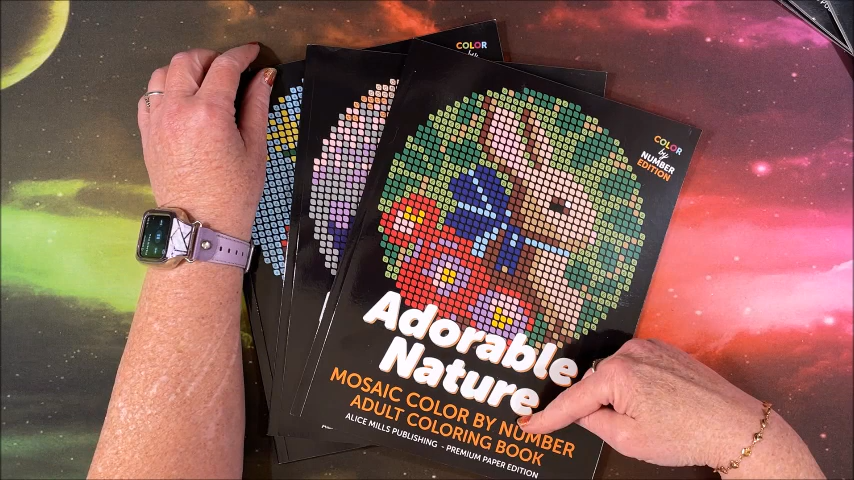 COLOR
COLOR
by
NUMBER
EDITION
Adorable
Nature
MOSAIC COLOR BY NUMBER
ADULT COLORING BOOK
ALICE MILLS PUBLISHING - PREMIUM PAPER EDITION